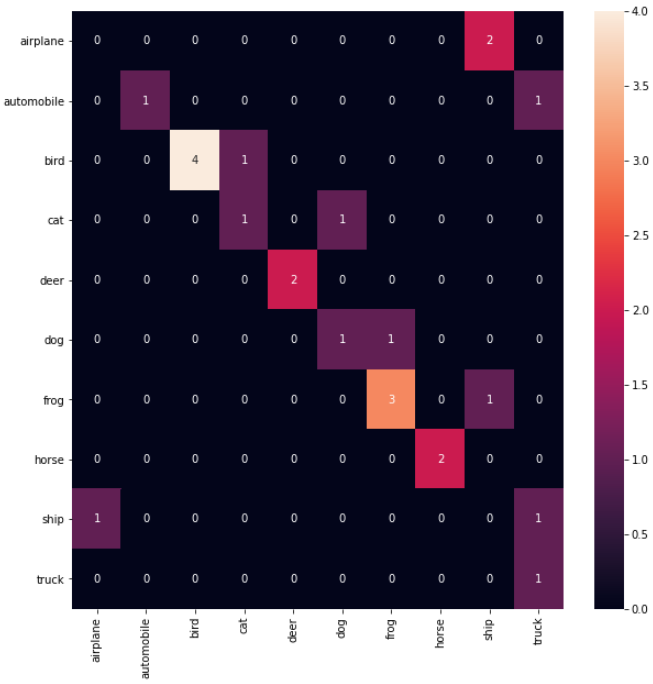 airplane 0 0 0 0 0 0 0 0 2 0
automobile 0 1 0 0 0 0 0 0 0 1
bird 0 0 4 1 0 0 0 0 0 0
cat 0 0 0 1 0 1 0 0 0 0
deer 0 0 0 0 2 0 0 0 0 0
dog 0 0 0 0 0 1 1 0 0 0
frog 0 0 0 0 0 0 3 0 1 0
horse 0 0 0 0 0 0 0 2 0 0
ship 1 0 0 0 0 0 0 0 0 1
truck 0 0 0 0 0 0 0 0 0 1
airplane automobile bird cat deer dog frog horse ship truck
4.0
3.5
3.0
2.5
2.0
1.5
1.0
0.5
0.0